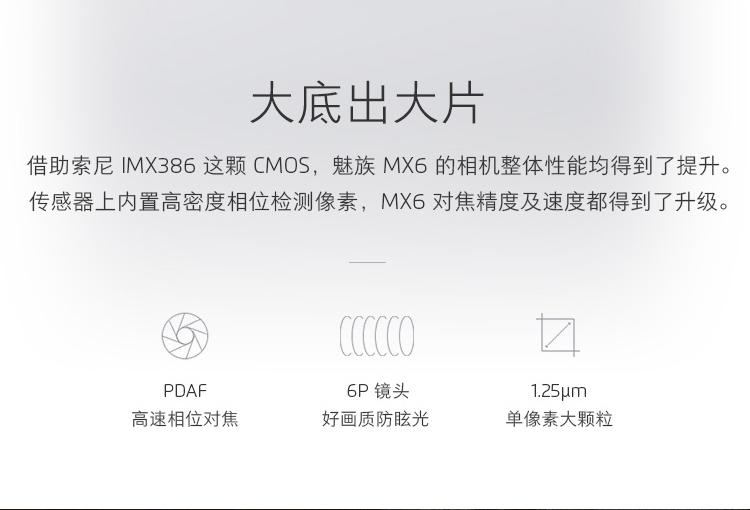 大底出大片
借助索尼 IMX386 这颗 CMOS，魅族 MX6 的相机整体性能均得到了提升。
传感器上内置高密度相位检测像素，MX6 对焦精度及速度都得到了升级。
PDAF
高速相位对焦
6P 镜头
好画质防眩光
1.25μm
单像素大颗粒